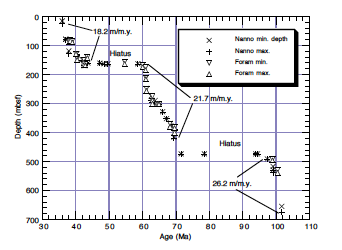 0
100
200
300
400
500
600
700
Depth (mbsf)
18.2 m/m.y.
Hiatus
21.7 m/m.y.
Hiatus
26.2 m/m.y.
Nanno min. depth
Nanno max.
Foram min.
Foram max.
30 40 50 60 70 80 90 100 110
Age (Ma)